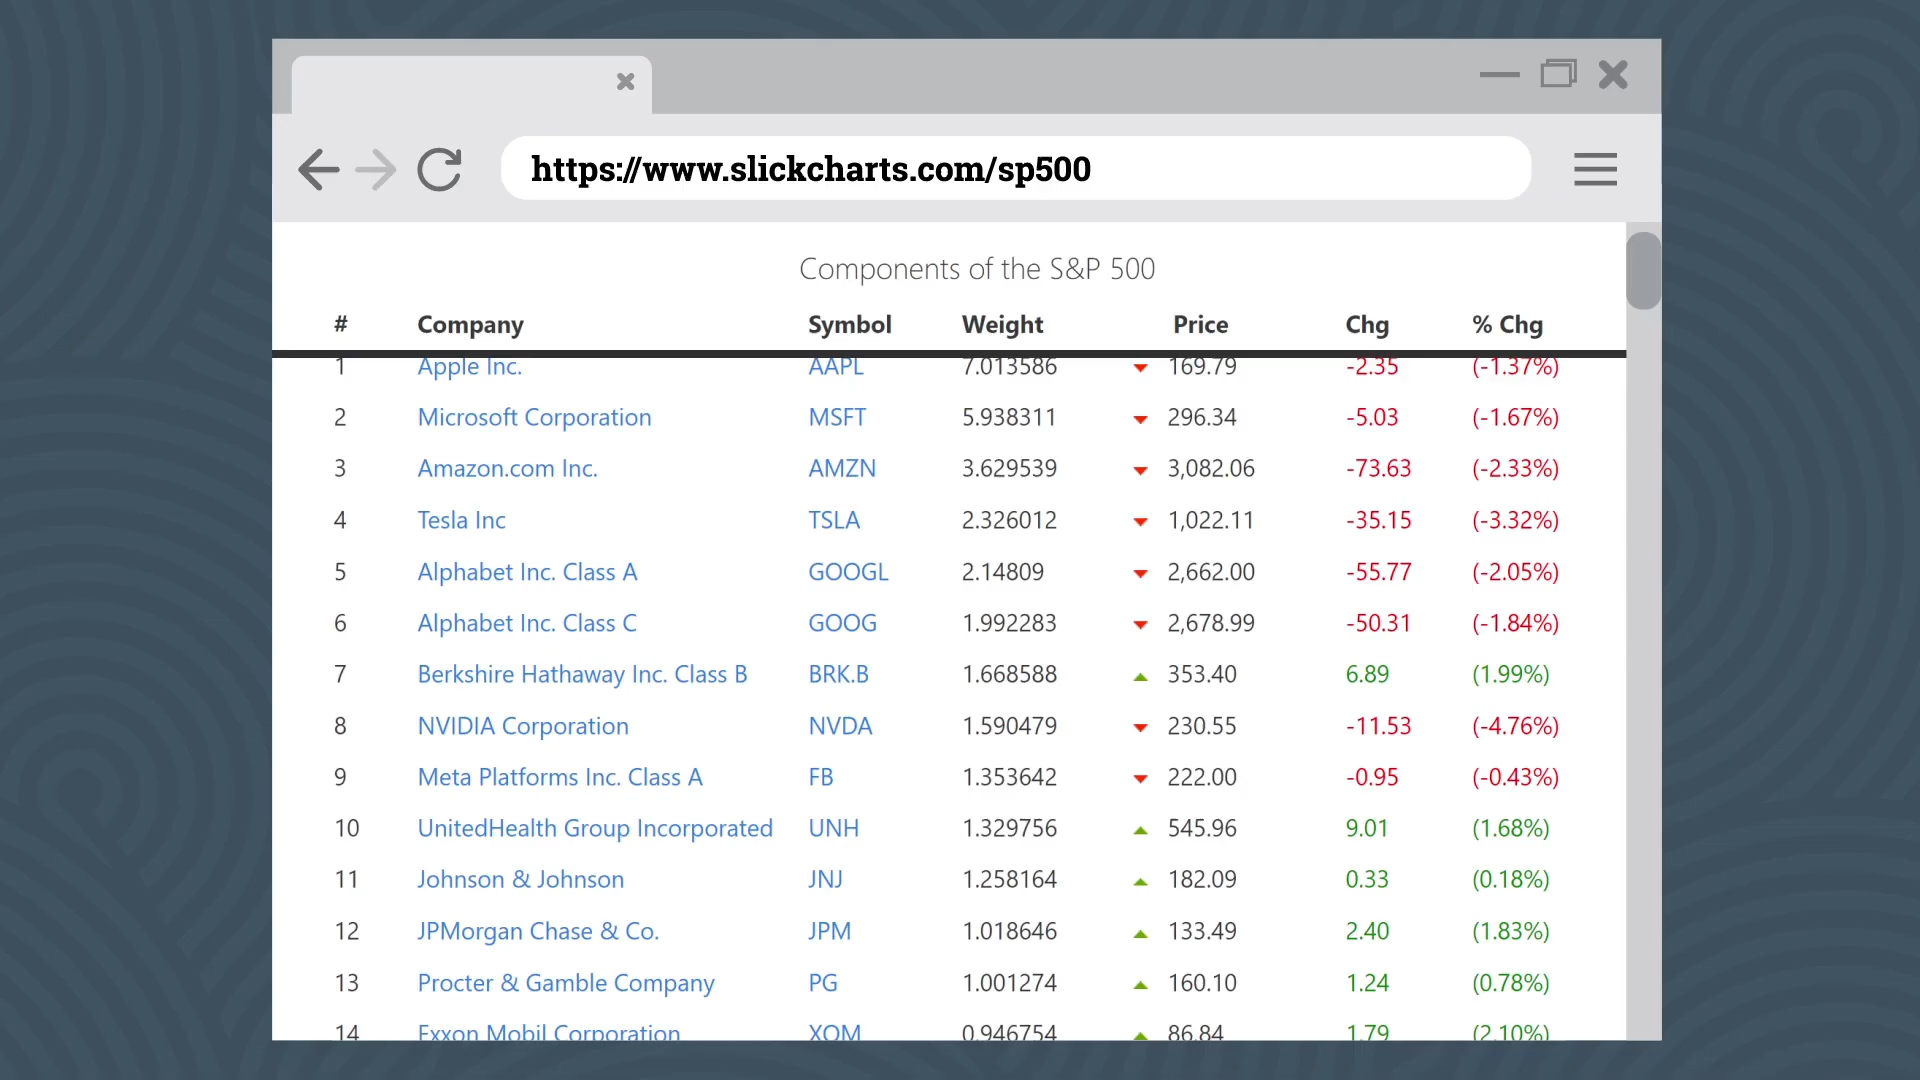 https://www.slickcharts.com/sp500
Components of the S&P 500
# Company Symbol Weight Price Chg % Chg
1 Apple Inc. AAPL 7.013586 169.79 -2.35 (-1.37%)
2 Microsoft Corporation MSFT 5.938311 296.34 -5.03 (-1.67%)
3 Amazon.com Inc. AMZN 3.629539 3,082.06 -73.63 (-2.33%)
4 Tesla Inc TSLA 2.326012 1,022.11 -35.15 (-3.32%)
5 Alphabet Inc. Class A GOOGL 2.14809 2,662.00 -55.77 (-2.05%)
6 Alphabet Inc. Class C GOOG 1.992283 2,678.99 -50.31 (-1.84%)
7 Berkshire Hathaway Inc. Class B BRK.B 1.668588 353.40 6.89 (1.99%)
8 NVIDIA Corporation NVDA 1.590479 230.55 -11.53 (-4.76%)
9 Meta Platforms Inc. Class A FB 1.353642 222.00 -0.95 (-0.43%)
10 UnitedHealth Group Incorporated UNH 1.329756 545.96 9.01 (1.68%)
11 Johnson & Johnson JNJ 1.258164 182.09 0.33 (0.18%)
12 JPMorgan Chase & Co. JPM 1.018646 133.49 2.40 (1.83%)
13 Procter & Gamble Company PG 1.001274 160.10 1.24 (0.78%)
14 Exxon Mobil Corporation XOM 0.946754 86.84 1.79 (2.10%)